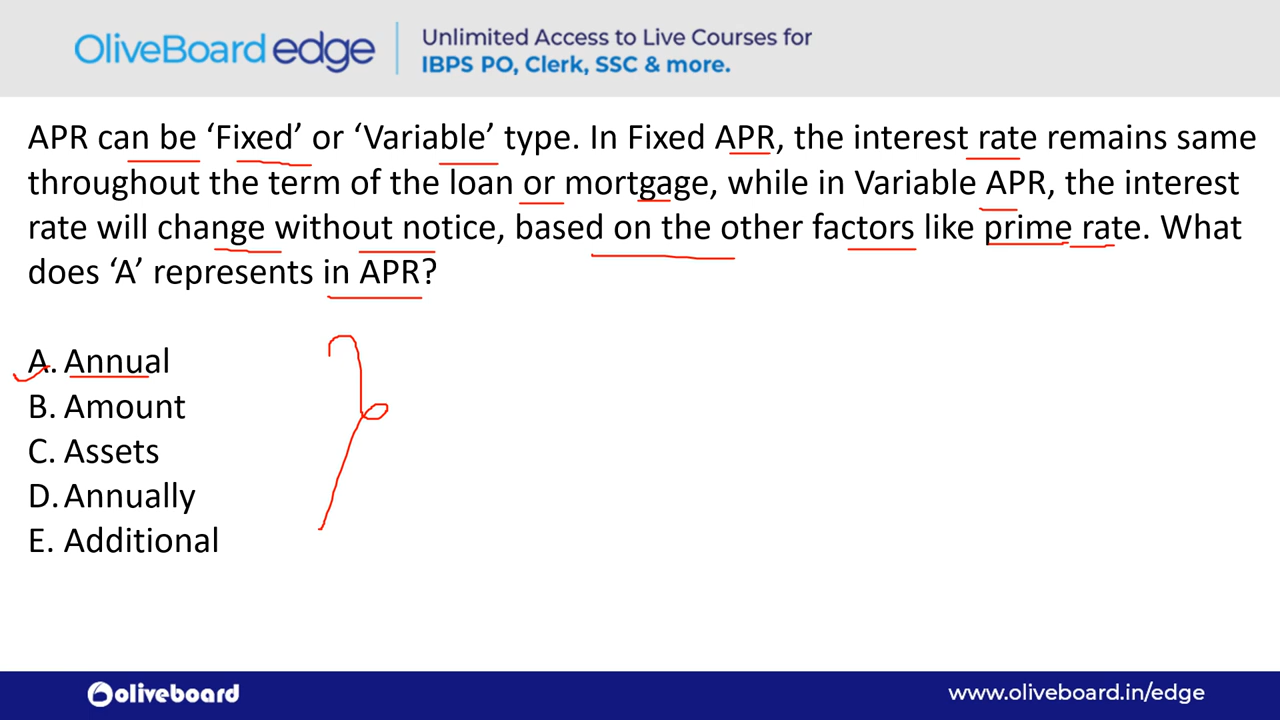 OliveBoard edge
Unlimited Access to Live Courses for
IBPS PO, Clerk, SSC & more.
APR can be ‘Fixed’ or ‘Variable’ type. In Fixed APR, the interest rate remains same
throughout the term of the loan or mortgage, while in Variable APR, the interest
rate will change without notice, based on the other factors like prime rate. What
does ‘A’ represents in APR?
A. Annual
B. Amount
C. Assets
D. Annually
E. Additional
oliveboard
www.oliveboard.in/edge